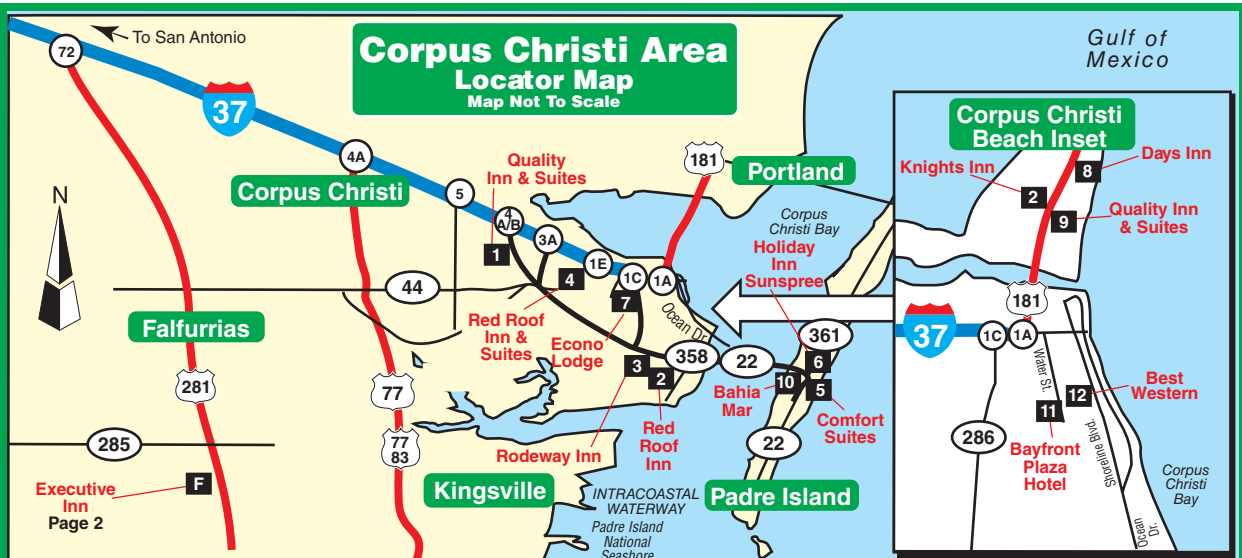 To San Antonio
72
37
Corpus Christi Area
Locator Map
Map Not To Scale
Gulf of
Mexico
4A
Corpus Christi
5
Quality
Inn & Suites
4
A/B
1
3A
1E
1C
1A
181
Portland
N
44
4
7
Red Roof
Inn &
Suites
Econo
Lodge
Ocean Dr.
Corpus
Christi Bay
Holiday
Inn
Sunspree
361
358
22
6
10
5
3
2
Bahia
Mar
Comfort
Suites
Falfurrias
281
77
77
83
285
Rodeway Inn
Red
Roof
Inn
22
Executive
Inn
Page 2
F
Kingsville
INTRACOASTAL
WATERWAY
Padre Island
Padre Island
National
Seashore
Corpus Christi
Beach Inset
Knights Inn
Days Inn
2
8
9
Quality Inn
& Suites
181
37
1C
1A
Water St.
12
Best
Western
11
286
Bayfront
Plaza
Hotel
Shoreline Blvd.
Corpus
Christi
Bay
Ocean
Dr.